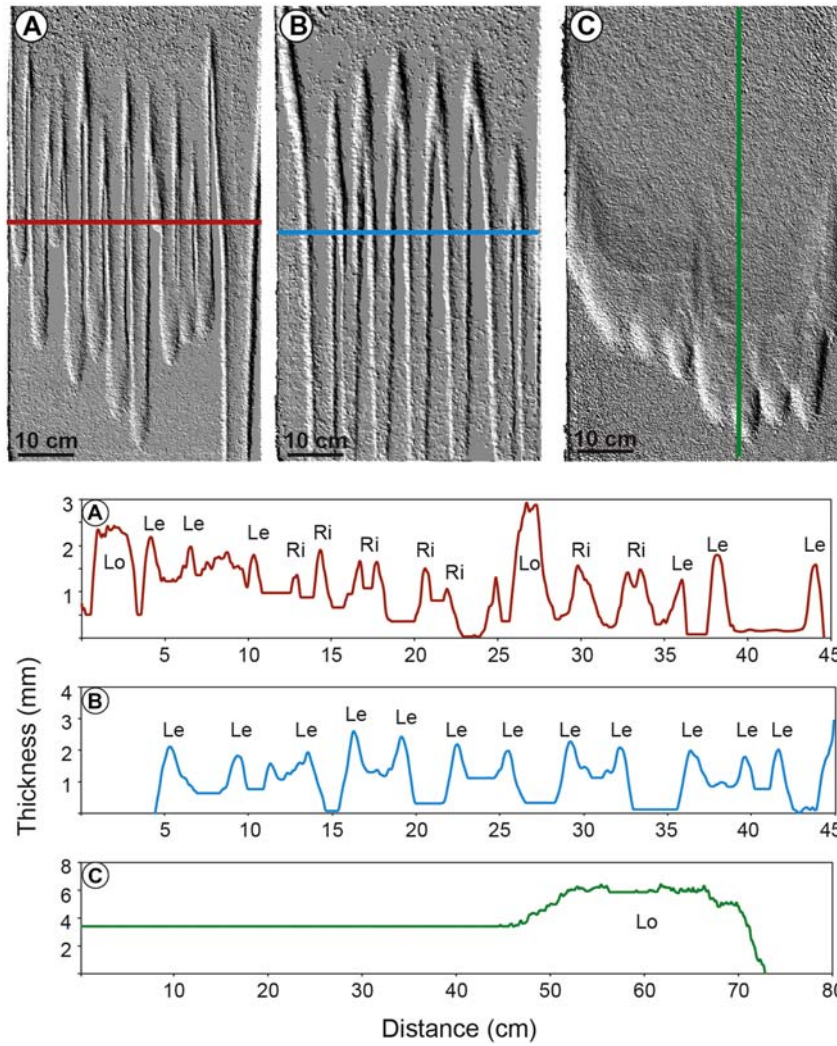 A
B
C
10 cm
10 cm
10 cm
3
2
1
A
Lo
Le
Le
Le
Ri
Ri
Ri
Ri
Ri
Lo
Ri
Ri
Le
Le
Le
5 10 15 20 25 30 35 40 45
Thickness (mm)
4
3
2
1
B
Le Le Le Le Le Le Le Le Le Le Le Le
5 10 15 20 25 30 35 40 45
8
6
4
2
C
Lo
10 20 30 40 50 60 70 80
Distance (cm)